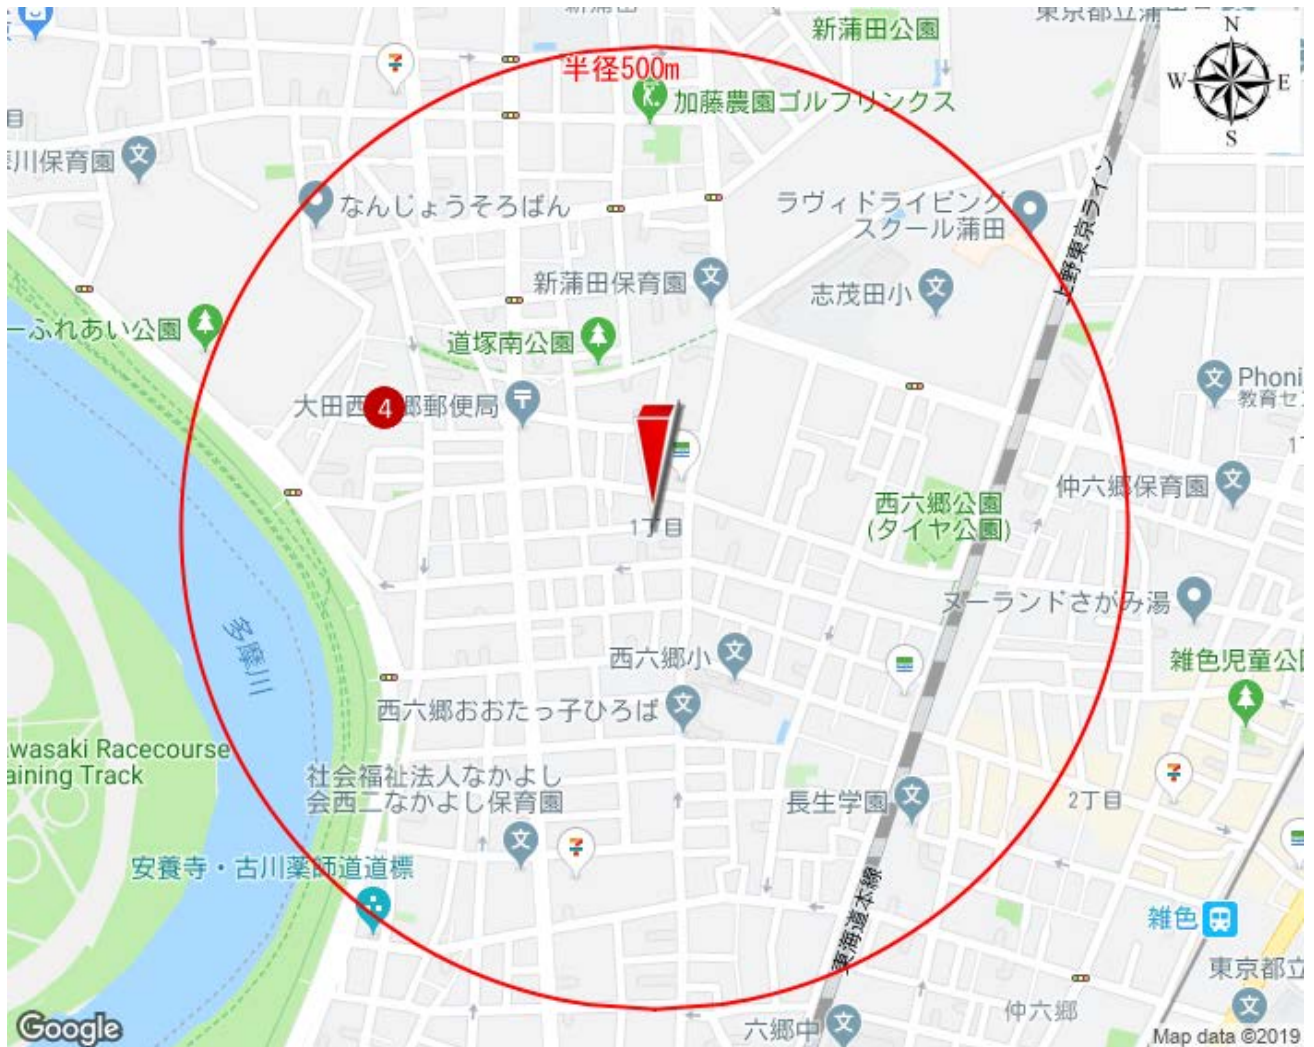 新蒲田公園
N
W
E
S
半径500m
加藤農園ゴルフリンクス
川保育園
なんじょうそろばん
ラヴィドライビング
スクール蒲田
上野東京ライン
新蒲田保育園
志茂田小
ーふれあい公園
道塚南公園
Phoni
教育セ
大田西
4
郷郵便局
西六郷公園
(タイヤ公園)
仲六郷保育園
1丁目
ヌーランドさがみ湯
多摩川
西六郷小
雑色児童公
西六郷おおたっ子ひろば
awasaki Racecourse
aining Track
社会福祉法人なかよし
会西二なかよし保育園
長生学園
2丁目
安養寺・古川薬師道道標
東海道本線
雑色
東京都立
仲六郷
六郷中
Google
Map data ©2019